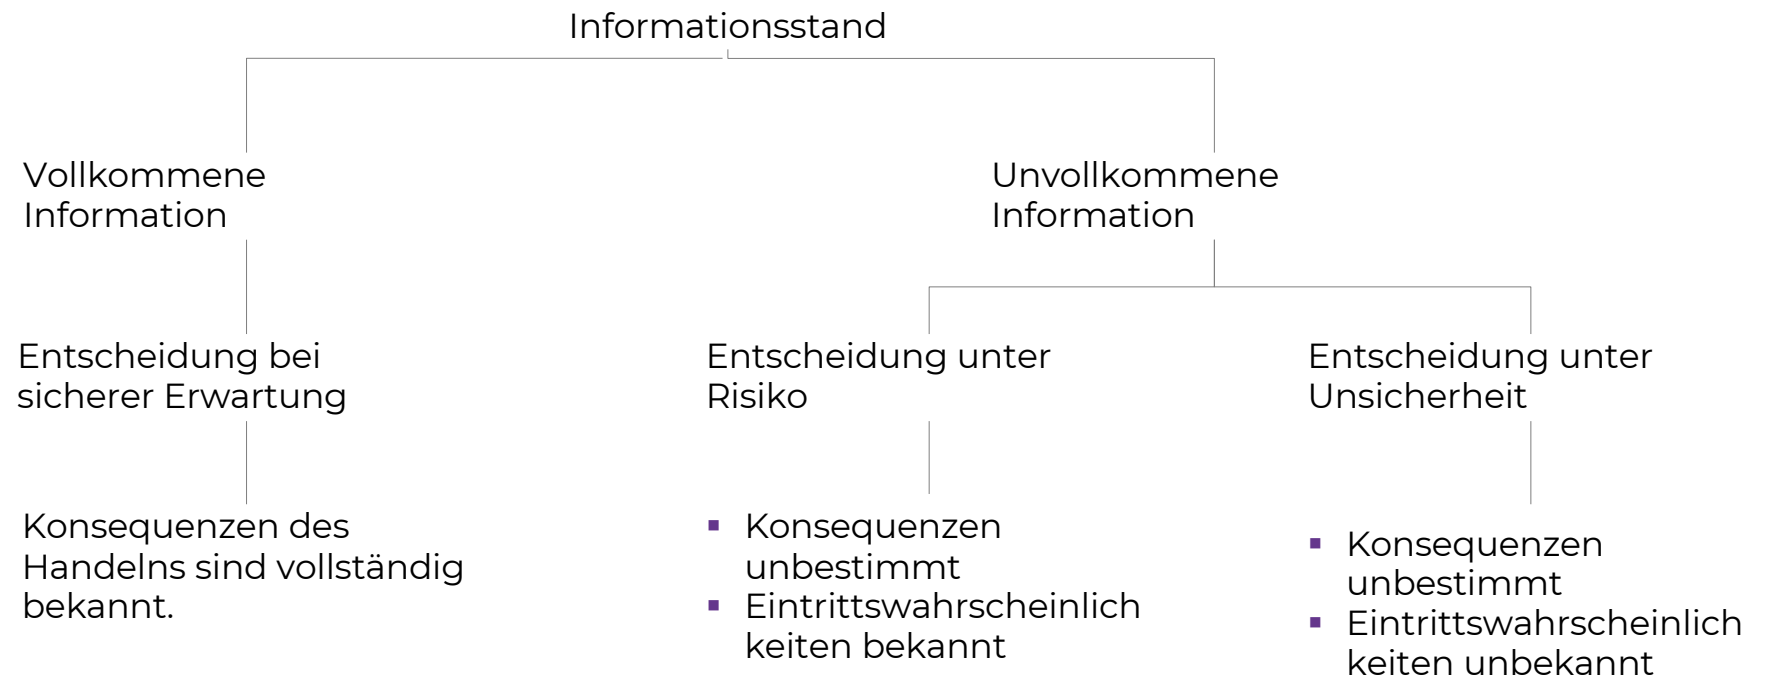 Informationsstand
Vollkommene
Information
Unvollkommene
Information
Entscheidung bei
sicherer Erwartung
Entscheidung unter
Risiko
Entscheidung unter
Unsicherheit
Konsequenzen des
Handelns sind vollständig
bekannt.
▪ Konsequenzen
unbestimmt
▪ Eintrittswahrscheinlich
keiten bekannt
▪ Konsequenzen
unbestimmt
▪ Eintrittswahrscheinlich
keiten unbekannt